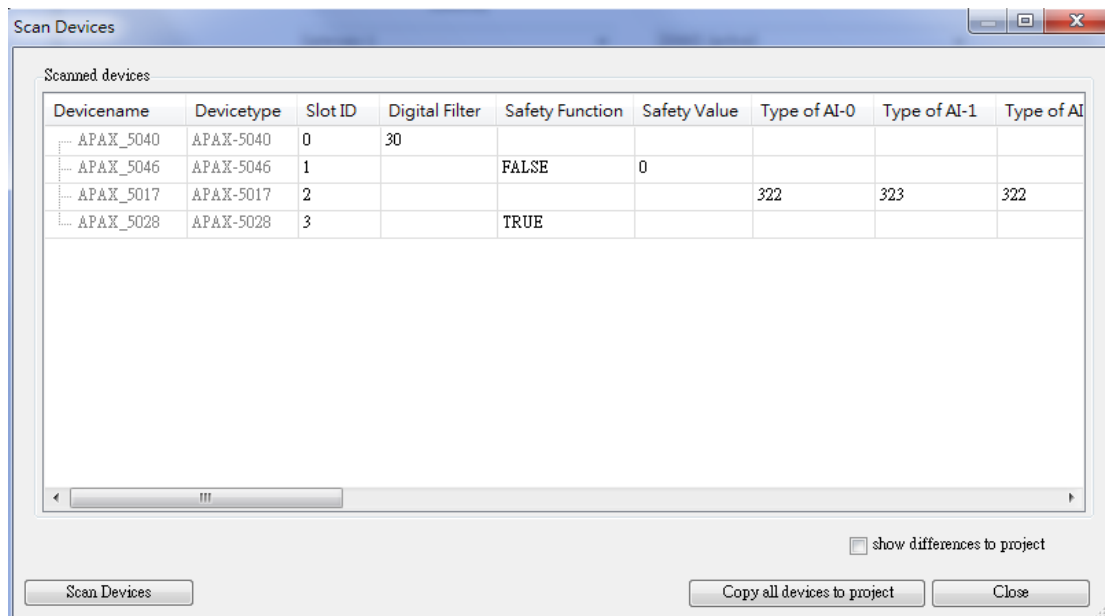 Scan Devices
Scanned devices
Devicename Devicetype Slot ID Digital Filter Safety Function Safety Value Type of AI-0 Type of AI-1 Type of AI
APAX_5040 APAX-5040 0 30
APAX_5046 APAX-5046 1 FALSE 0
APAX_5017 APAX-5017 2 322 323 322
APAX_5028 APAX-5028 3 TRUE
show differences to project
Scan Devices Copy all devices to project Close